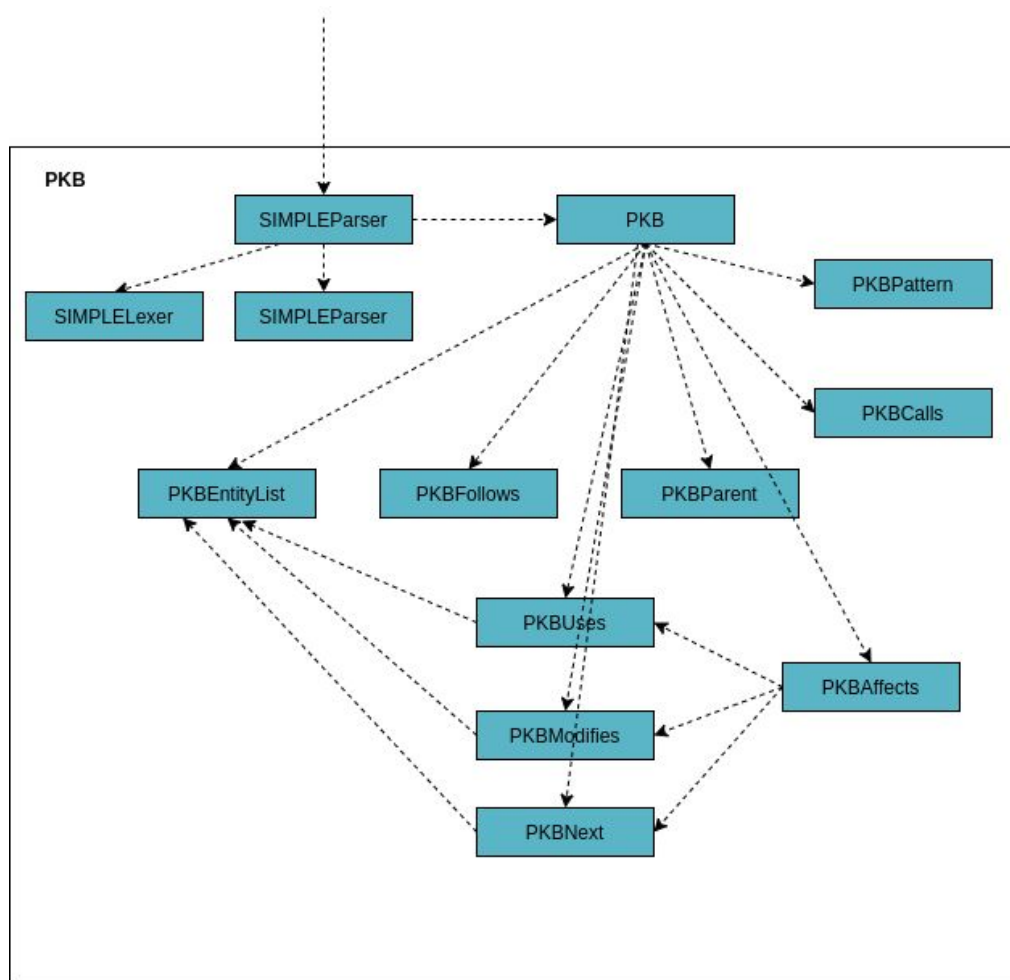 PKB
SIMPLEParser
PKB
PKBPattern
SIMPLELexer
SIMPLEParser
PKBCalls
PKBEntityList
PKBFollows
PKBParent
PKBUses
PKBAffects
PKBModifies
PKBNext